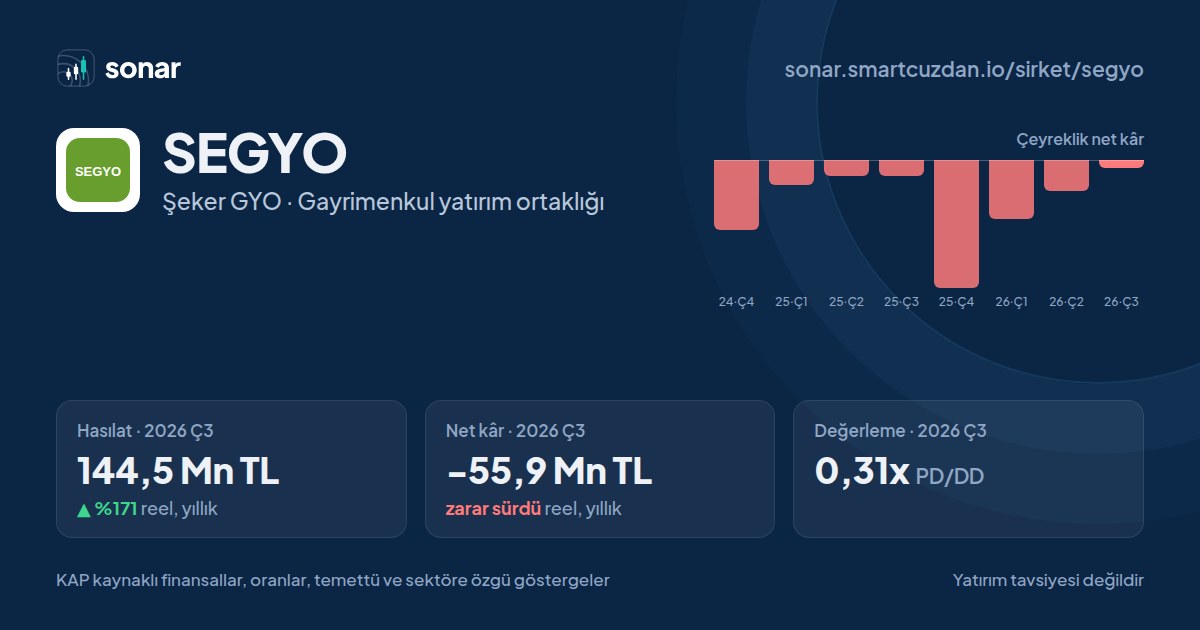 sonar
sonar.smartcuzdan.io/sirket/segyo
SEGYO
SEGYO
Şeker GYO · Gayrimenkul yatırım ortaklığı
Çeyreklik net kâr
24·Ç4 25·Ç1 25·Ç2 25·Ç3 25·Ç4 26·Ç1 26·Ç2 26·Ç3
Hasılat · 2026 Ç3
144,5 Mn TL
▲ %171 reel, yıllık
Net kâr · 2026 Ç3
−55,9 Mn TL
zarar sürdü reel, yıllık
Değerleme · 2026 Ç3
0,31x PD/DD
KAP kaynaklı finansallar, oranlar, temettü ve sektöre özgü göstergeler
Yatırım tavsiyesi değildir